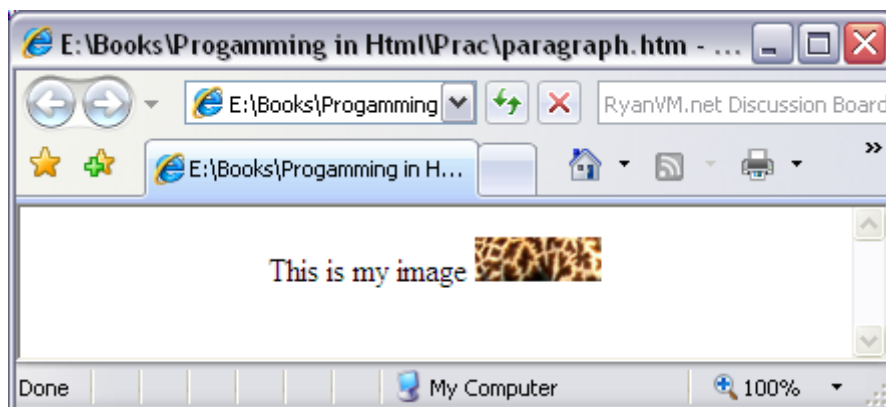 E:\Books\Progamming in Html\Prac\paragraph.htm - ...
E:\Books\Progamming
RyanVM.net Discussion Board
E:\Books\Progamming in H...
»
This is my image
Done
My Computer
100%